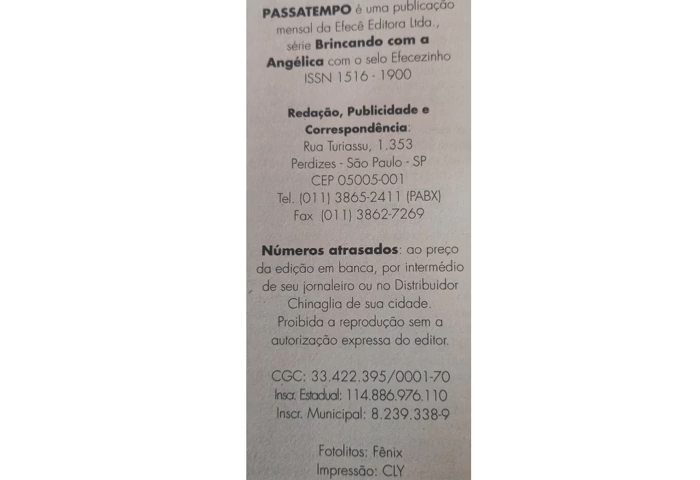 PASSATEMPO é uma publicação
mensal da Efecê Editora Ltda.,
série Brincando com a
Angélica com o selo Efecezinho
ISSN 1516 - 1900
Redação, Publicidade e
Correspondência:
Rua Turiassu, 1.353
Perdizes - São Paulo - SP
CEP 05005-001
Tel. (011) 3865-2411 (PABX)
Fax (011) 3862-7269
Números atrasados: ao preço
da edição em banca, por intermédio
de seu jornaleiro ou no Distribuidor
Chinaglia de sua cidade.
Proibida a reprodução sem a
autorização expressa do editor.
CGC: 33.422.395/0001-70
Inscr. Estadual: 114.886.976.110
Inscr. Municipal: 8.239.338-9
Fotolitos: Fênix
Impressão: CLY